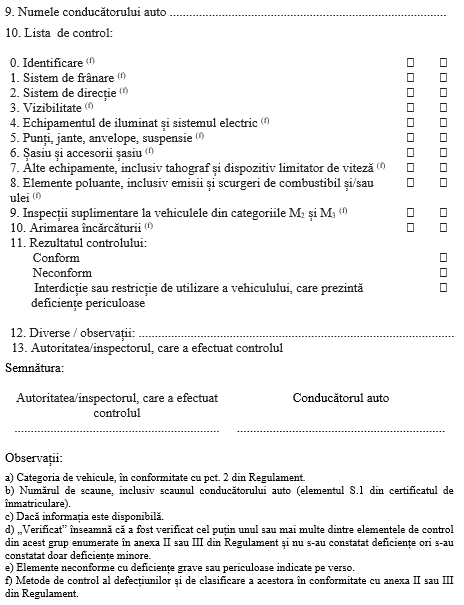 9. Numele conducătorului auto ..........................................................................................
10. Lista de control:
0. Identificare (f) □ □
1. Sistem de frânare (f) □ □
2. Sistem de direcție (f) □ □
3. Vizibilitate (f) □ □
4. Echipamentul de iluminat și sistemul electric (f) □ □
5. Punți, jante, anvelope, suspensie (f) □ □
6. Șasiu și accesorii șasiu (f) □ □
7. Alte echipamente, inclusiv tahograf și dispozitiv limitator de viteză (f) □ □
8. Elemente poluante, inclusiv emisii și scurgeri de combustibil și/sau □ □
ulei (f)
9. Inspecții suplimentare la vehiculele din categoriile M2 și M3 (f) □ □
10. Arimarea încărcăturii (f) □ □
11. Rezultatul controlului:
Conform □
Neconform □
Interdicție sau restricție de utilizare a vehiculului, care prezintă □
deficiențe periculoase
12. Diverse / observații: ..........................................................................................
13. Autoritatea/inspectorul, care a efectuat controlul
Semnătura:
Autoritatea/inspectorul, care a efectuat Conducătorul auto
controlul
.................................................................... ....................................................................
Observații:
a) Categoria de vehicule, în conformitate cu pct. 2 din Regulament.
b) Numărul de scaune, inclusiv scaunul conducătorului auto (elementul S.1 din certificatul de
înmatriculare).
c) Dacă informația este disponibilă.
d) „Verificat” înseamnă că a fost verificat cel puțin unul sau mai multe dintre elementele de control
din acest grup enumerate în anexa II sau III din Regulament și nu s-au constatat deficiențe ori s-au
constatat doar deficiențe minore.
e) Elemente neconforme cu deficiențe grave sau periculoase indicate pe verso.
f) Metode de control al defecțiunilor și de clasificare a acestora în conformitate cu anexa II sau III
din Regulament.